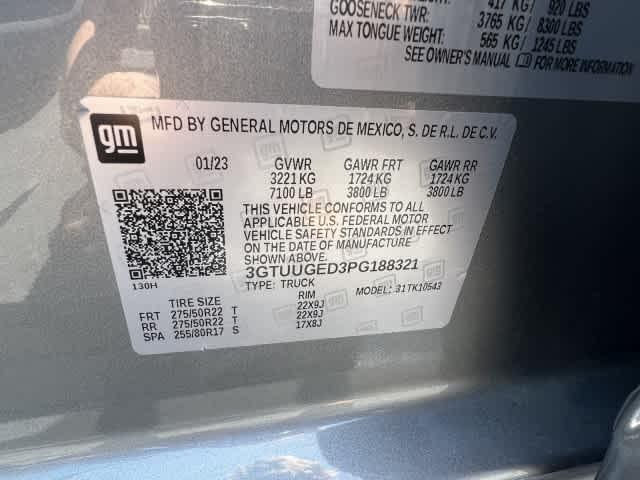 417 KG / 920 LBS
GOOSENECK TWR:
3765 KG / 8300 LBS
MAX TONGUE WEIGHT:
565 KG / 1245 LBS
SEE OWNER'S MANUAL FOR MORE INFORMATION
gm
MFD BY GENERAL MOTORS DE MEXICO, S. DE R.L. DE C.V.
01/23 GVWR GAWR FRT GAWR RR
3221 KG 1724 KG 1724 KG
7100 LB 3800 LB 3800 LB
THIS VEHICLE CONFORMS TO ALL
APPLICABLE U.S. FEDERAL MOTOR
VEHICLE SAFETY STANDARDS IN EFFECT
ON THE DATE OF MANUFACTURE
SHOWN ABOVE.
3GTUUGED3PG188321
130H
TYPE: TRUCK MODEL: 31TK10543
TIRE SIZE RIM
FRT 275/50R22 T 22X9J
RR 275/50R22 T 22X9J
SPA 255/80R17 S 17X8J